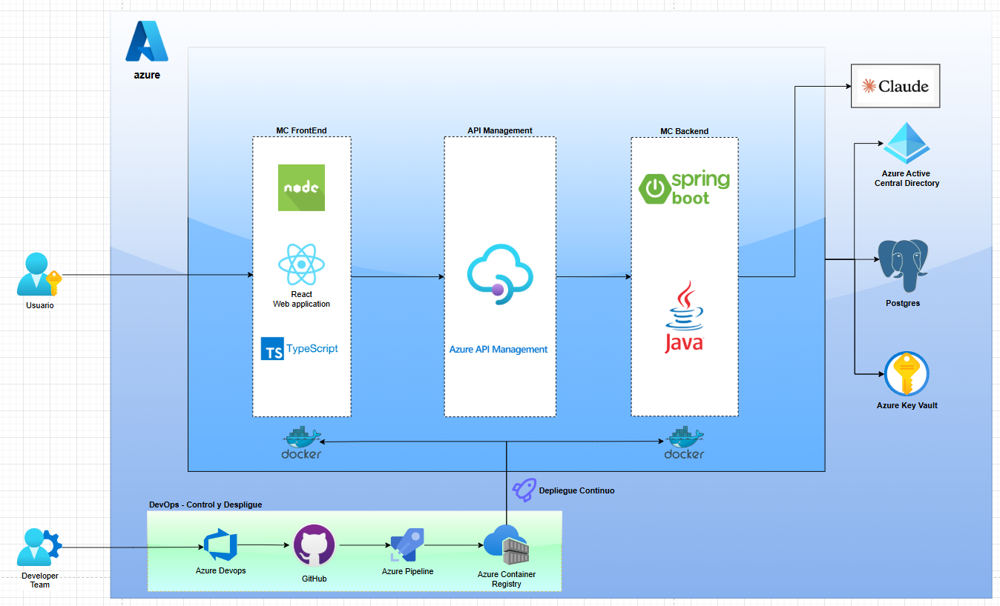 azure
Claude
MC FrontEnd
API Management
MC Backend
node
spring
boot
Azure Active
Central Directory
React
Web application
Usuario
Postgres
TS TypeScript
Azure API Management
Java
Azure Key Vault
docker
docker
Depliegue Continuo
DevOps - Control y Despligue
Azure Devops
GitHub
Azure Pipeline
Azure Container
Registry
Developer
Team